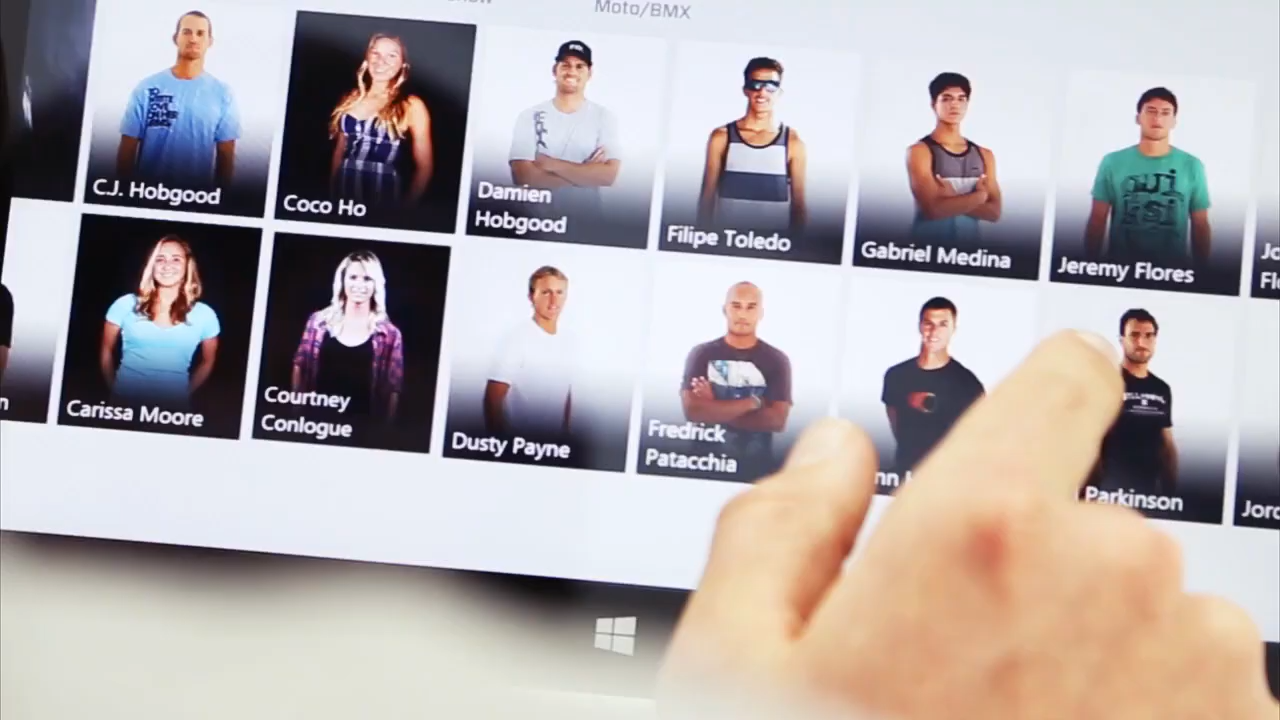 Moto/BMX
C.J. Hobgood
Coco Ho
Damien
Hobgood
Filipe Toledo
Gabriel Medina
Jeremy Flores
Carissa Moore
Courtney
Conlogue
Dusty Payne
Fredrick
Patacchia
Parkinson